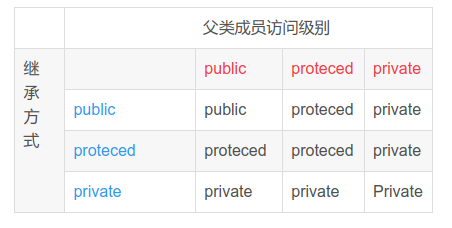 父类成员访问级别
继承方式
public proteced private
public public proteced private
proteced proteced proteced private
private private private Private